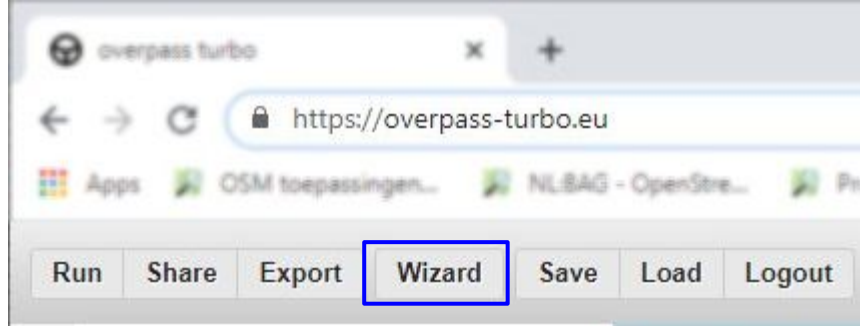 overpass turbo
https://overpass-turbo.eu
Apps OSM toepassingen... NL:BAG - OpenStre... Pr
Run Share Export Wizard Save Load Logout